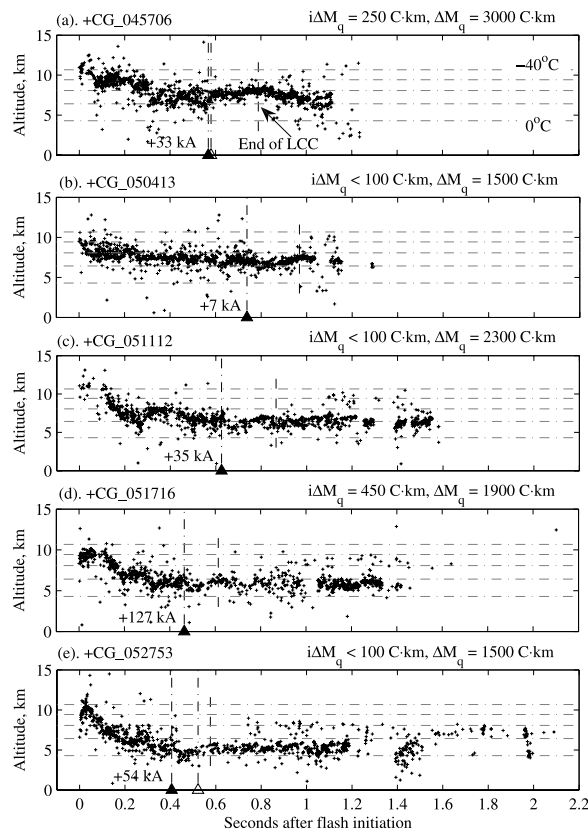 (a). +CG_045706 iΔM_q = 250 C·km, ΔM_q = 3000 C·km
15
10
5
0
Altitude, km
−40°C
0°C
+33 kA
End of LCC
(b). +CG_050413 iΔM_q < 100 C·km, ΔM_q = 1500 C·km
15
10
5
0
Altitude, km
+7 kA
(c). +CG_051112 iΔM_q < 100 C·km, ΔM_q = 2300 C·km
15
10
5
0
Altitude, km
+35 kA
(d). +CG_051716 iΔM_q = 450 C·km, ΔM_q = 1900 C·km
15
10
5
0
Altitude, km
+127 kA
(e). +CG_052753 iΔM_q < 100 C·km, ΔM_q = 1500 C·km
15
10
5
0
Altitude, km
+54 kA
0 0.2 0.4 0.6 0.8 1 1.2 1.4 1.6 1.8 2 2.2
Seconds after flash initiation